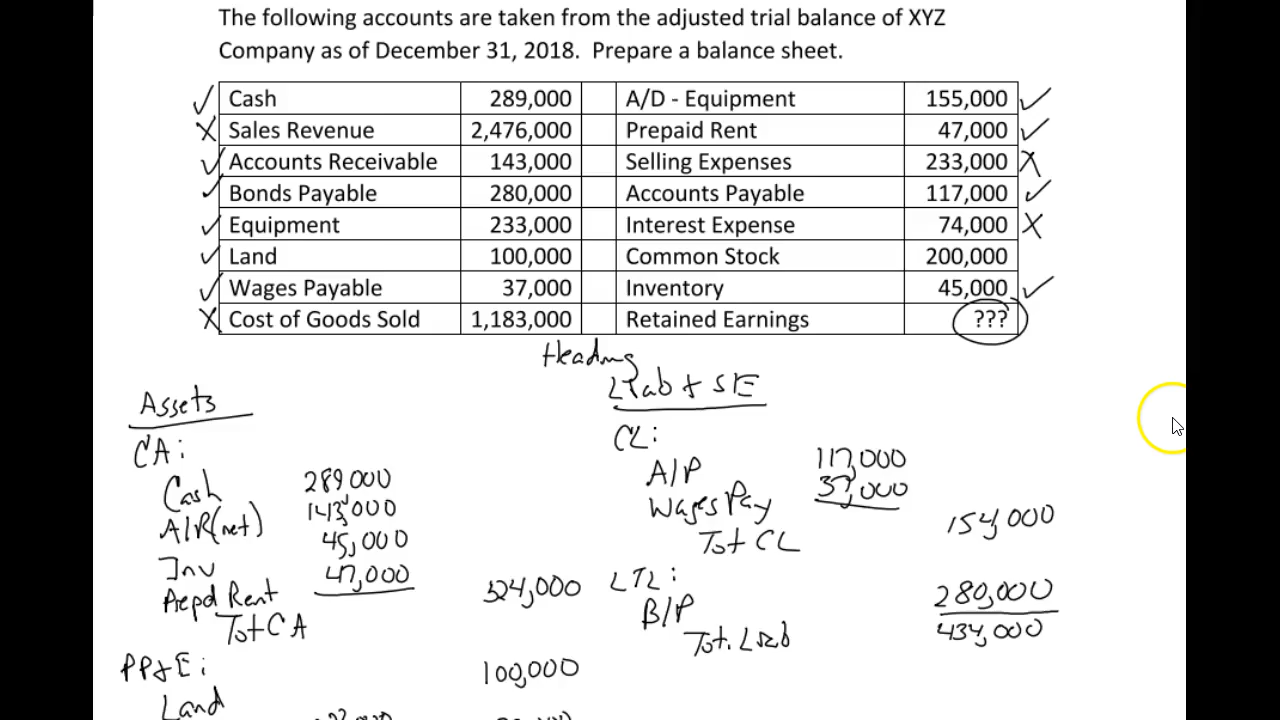 The following accounts are taken from the adjusted trial balance of XYZ
Company as of December 31, 2018. Prepare a balance sheet.
Cash 289,000 A/D - Equipment 155,000
Sales Revenue 2,476,000 Prepaid Rent 47,000
Accounts Receivable 143,000 Selling Expenses 233,000
Bonds Payable 280,000 Accounts Payable 117,000
Equipment 233,000 Interest Expense 74,000
Land 100,000 Common Stock 200,000
Wages Payable 37,000 Inventory 45,000
Cost of Goods Sold 1,183,000 Retained Earnings ???
Heading
Assets
CA:
Cash 289,000
A/R(net) 143,000
Inv 45,000
Prepd Rent 47,000
Tot CA 524,000
PP+E:
Land 100,000
Liab + SE
CL:
A/P 117,000
Wages Pay 37,000
Tot CL 154,000
LTL:
B/P 280,000
Tot. Liab 434,000